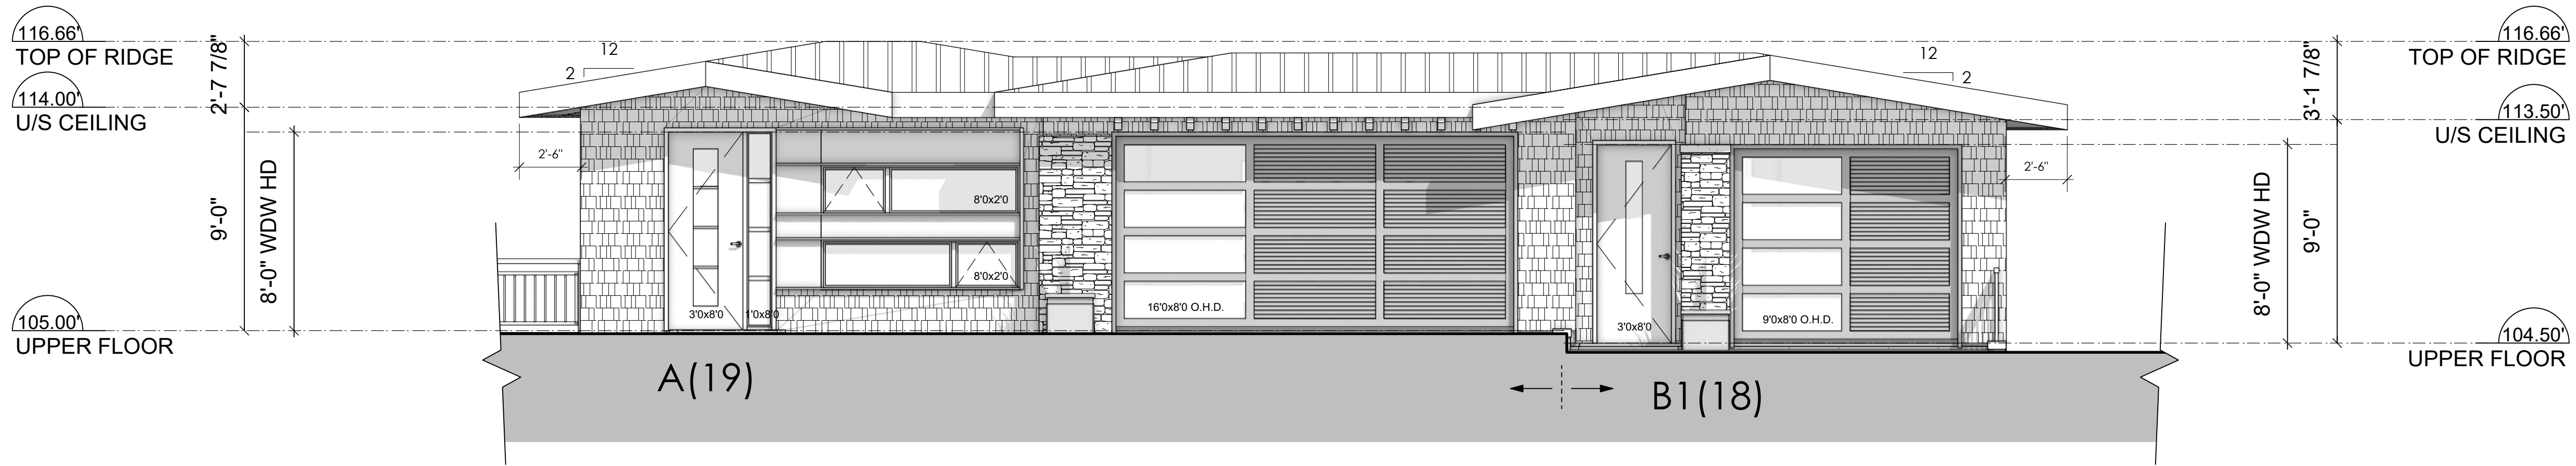 116.66'
TOP OF RIDGE
114.00'
U/S CEILING
105.00'
UPPER FLOOR
2'-7 7/8"
9'-0"
8'-0" WDW HD
12
2
2'-6"
3'0x8'0
1'0x8'0
8'0x2'0
8'0x2'0
16'0x8'0 O.H.D.
3'0x8'0
9'0x8'0 O.H.D.
A(19)
B1(18)
12
2
2'-6"
8'-0" WDW HD
9'-0"
3'-1 7/8"
116.66'
TOP OF RIDGE
113.50'
U/S CEILING
104.50'
UPPER FLOOR